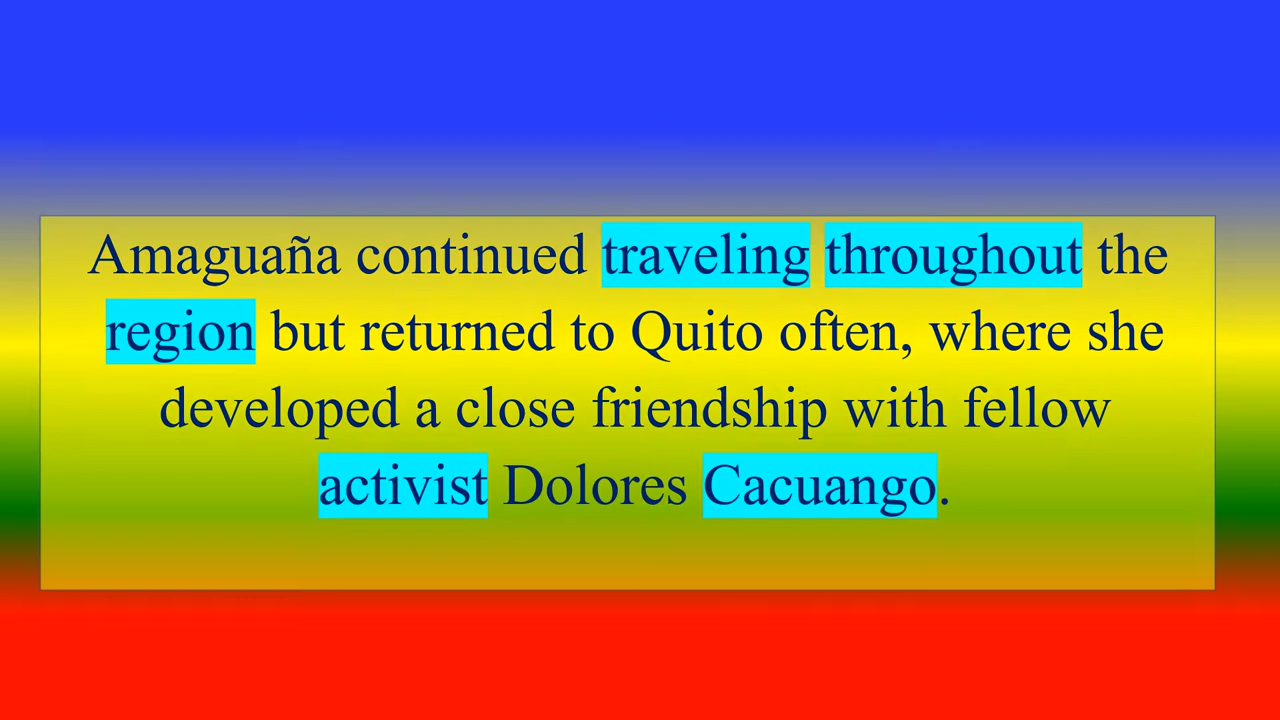 Amaguaña continued traveling throughout the
region but returned to Quito often, where she
developed a close friendship with fellow
activist Dolores Cacuango.